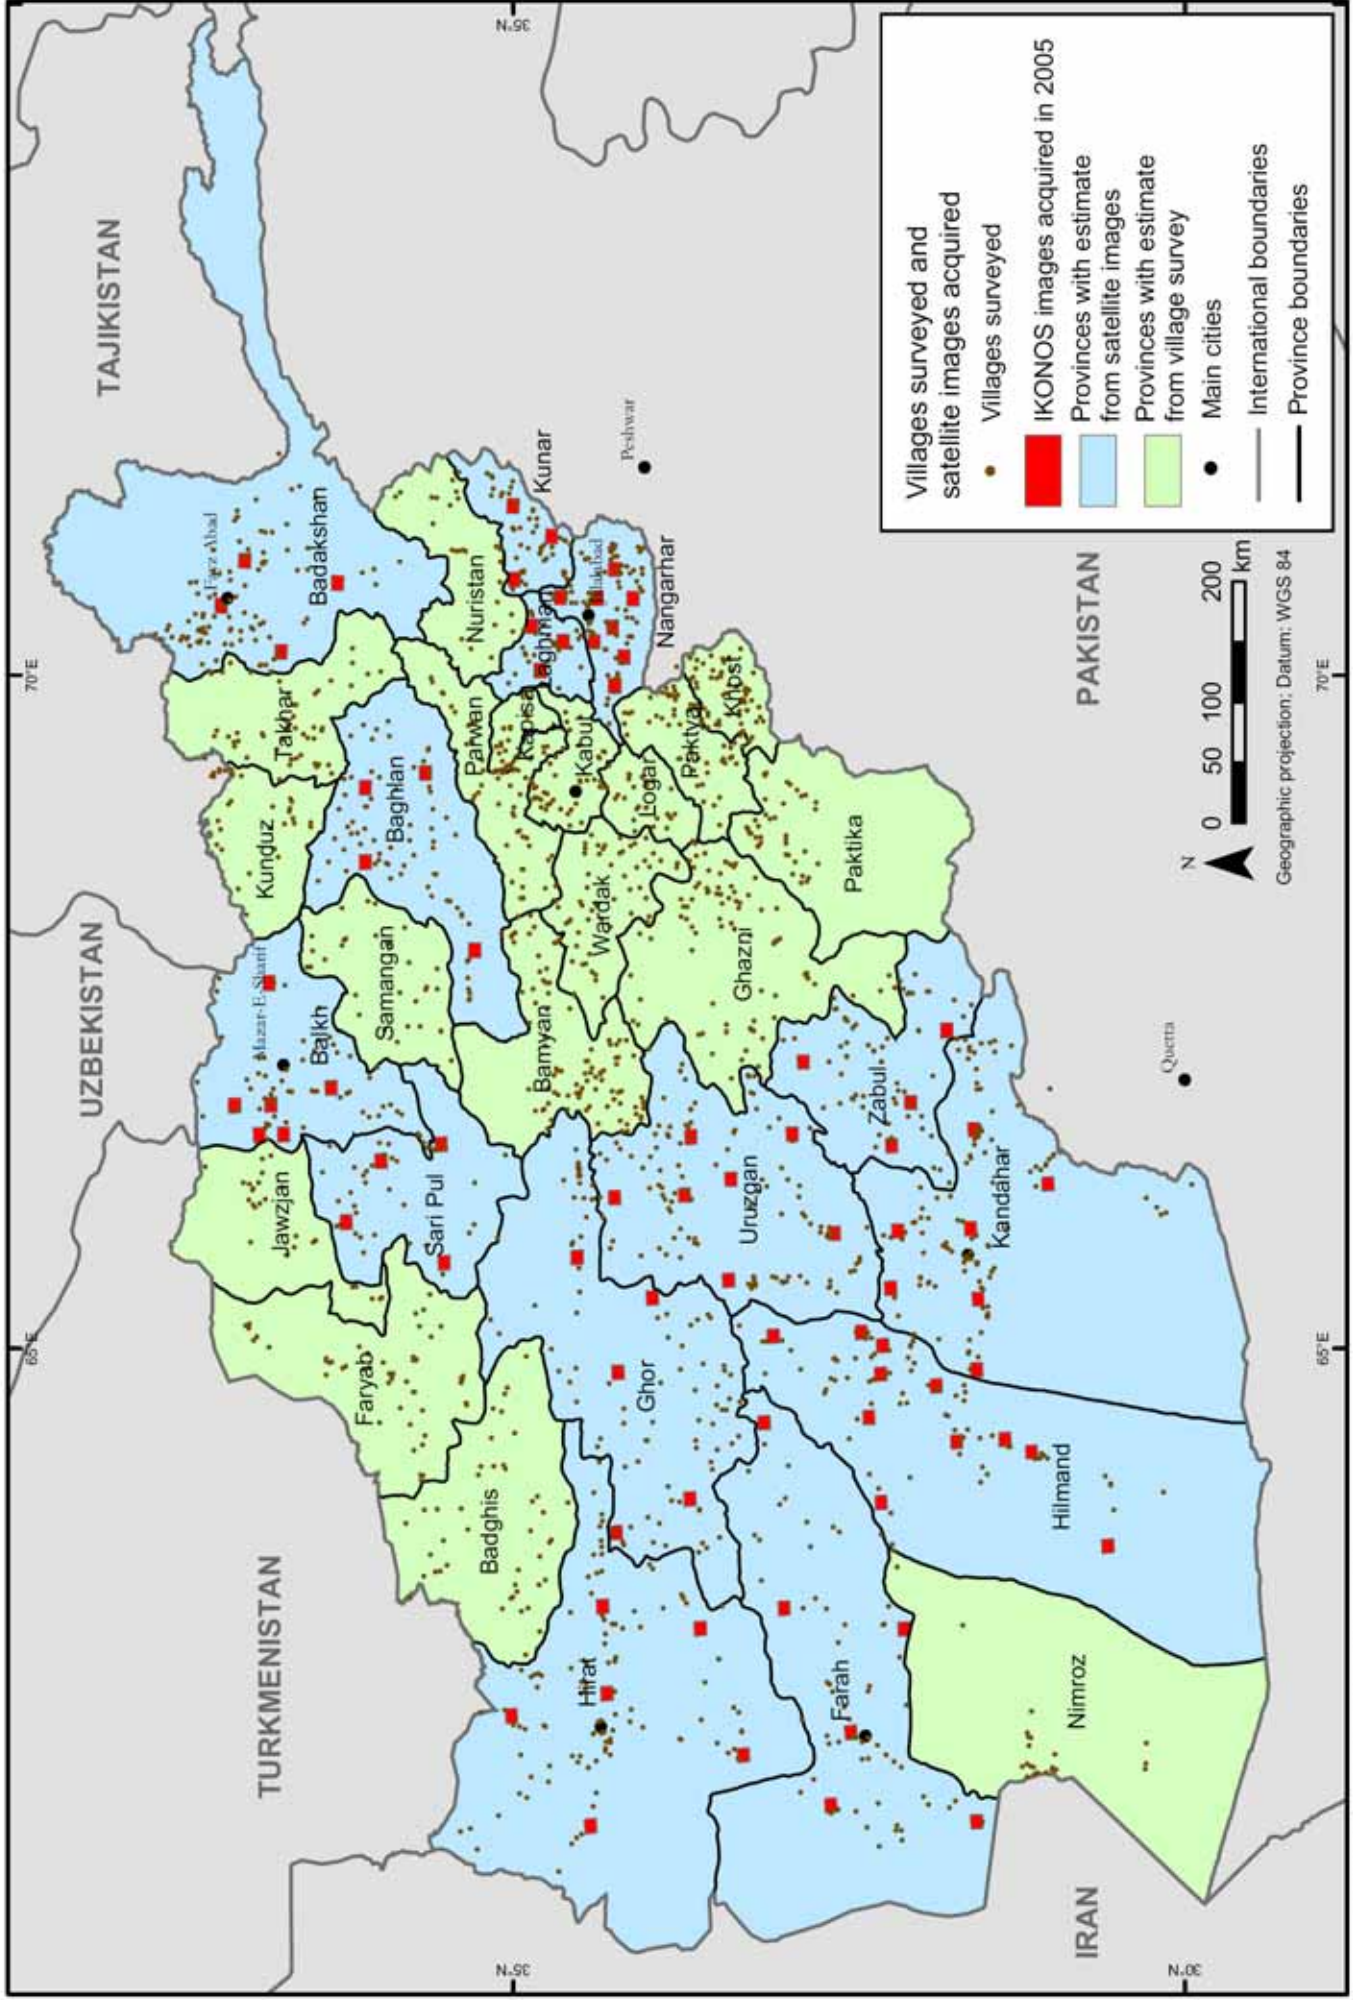 65°E
70°E
TURKMENISTAN
UZBEKISTAN
TAJIKISTAN
Mazar-E-Sharif
Kunduz
Takhar
Badakshan
Jawzjan
Balkh
Faryab
Samangan
Baghlan
Sari Pul
Badghis
Parwan
Nuristan
35°N
35°N
Bamyan
Kapisa
Laghman
Kunar
Hirat
Kabul
Wardak
Peshwar
Ghor
Logar
Nangarhar
Uruzgan
Ghazni
Paktya
Khost
Farah
Paktika
Zabul
Kandahar
Hilmand
Nimroz
Quetta
30°N
IRAN
PAKISTAN
N
0 50 100 200
km
Geographic projection; Datum: WGS 84
Villages surveyed and
satellite images acquired
Villages surveyed
IKONOS images acquired in 2005
Provinces with estimate
from satellite images
Provinces with estimate
from village survey
Main cities
International boundaries
Province boundaries
65°E
70°E